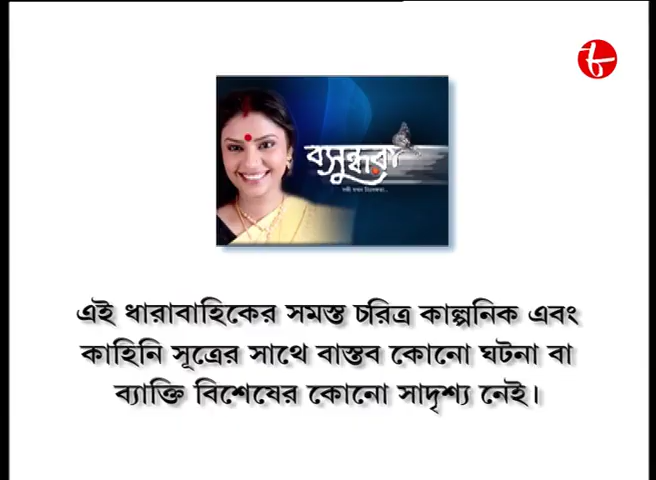 বসুন্ধরা
এই ধারাবাহিকের সমস্ত চরিত্র কাল্পনিক এবং
কাহিনি সূত্রের সাথে বাস্তব কোনো ঘটনা বা
ব্যাক্তি বিশেষের কোনো সাদৃশ্য নেই।